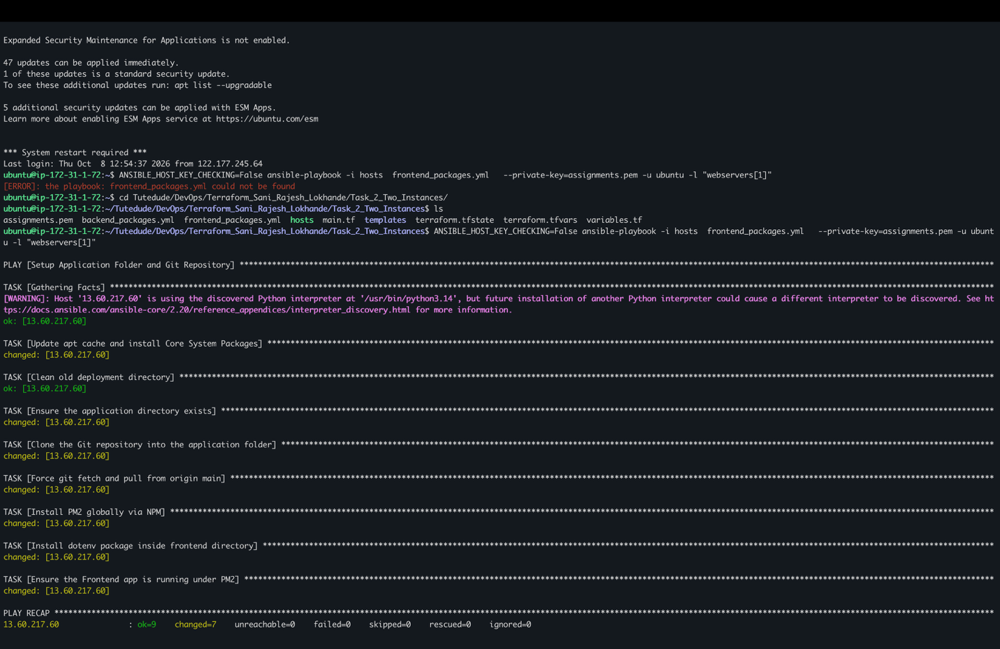 Expanded Security Maintenance for Applications is not enabled.
47 updates can be applied immediately.
1 of these updates is a standard security update.
To see these additional updates run: apt list --upgradable
5 additional security updates can be applied with ESM Apps.
Learn more about enabling ESM Apps service at https://ubuntu.com/esm
*** System restart required ***
Last login: Thu Oct  8 12:54:37 2026 from 122.177.245.64
ubuntu@ip-172-31-1-72:~$ ANSIBLE_HOST_KEY_CHECKING=False ansible-playbook -i hosts  frontend_packages.yml   --private-key=assignments.pem -u ubuntu -l "webservers[1]"
[ERROR]: the playbook: frontend_packages.yml could not be found
ubuntu@ip-172-31-1-72:~$ cd Tutedude/DevOps/Terraform_Sani_Rajesh_Lokhande/Task_2_Two_Instances/
ubuntu@ip-172-31-1-72:~/Tutedude/DevOps/Terraform_Sani_Rajesh_Lokhande/Task_2_Two_Instances$ ls
assignments.pem  backend_packages.yml  frontend_packages.yml  hosts  main.tf  templates  terraform.tfstate  terraform.tfvars  variables.tf
ubuntu@ip-172-31-1-72:~/Tutedude/DevOps/Terraform_Sani_Rajesh_Lokhande/Task_2_Two_Instances$ ANSIBLE_HOST_KEY_CHECKING=False ansible-playbook -i hosts  frontend_packages.yml   --private-key=assignments.pem -u ubunt
u -l "webservers[1]"
PLAY [Setup Application Folder and Git Repository] ***
TASK [Gathering Facts] ***
[WARNING]: Host '13.60.217.60' is using the discovered Python interpreter at '/usr/bin/python3.14', but future installation of another Python interpreter could cause a different interpreter to be discovered. See ht
tps://docs.ansible.com/ansible-core/2.20/reference_appendices/interpreter_discovery.html for more information.
ok: [13.60.217.60]
TASK [Update apt cache and install Core System Packages] ***
changed: [13.60.217.60]
TASK [Clean old deployment directory] ***
ok: [13.60.217.60]
TASK [Ensure the application directory exists] ***
changed: [13.60.217.60]
TASK [Clone the Git repository into the application folder] ***
changed: [13.60.217.60]
TASK [Force git fetch and pull from origin main] ***
changed: [13.60.217.60]
TASK [Install PM2 globally via NPM] ***
changed: [13.60.217.60]
TASK [Install dotenv package inside frontend directory] ***
changed: [13.60.217.60]
TASK [Ensure the Frontend app is running under PM2] ***
changed: [13.60.217.60]
PLAY RECAP ***
13.60.217.60               : ok=9    changed=7    unreachable=0    failed=0    skipped=0    rescued=0    ignored=0